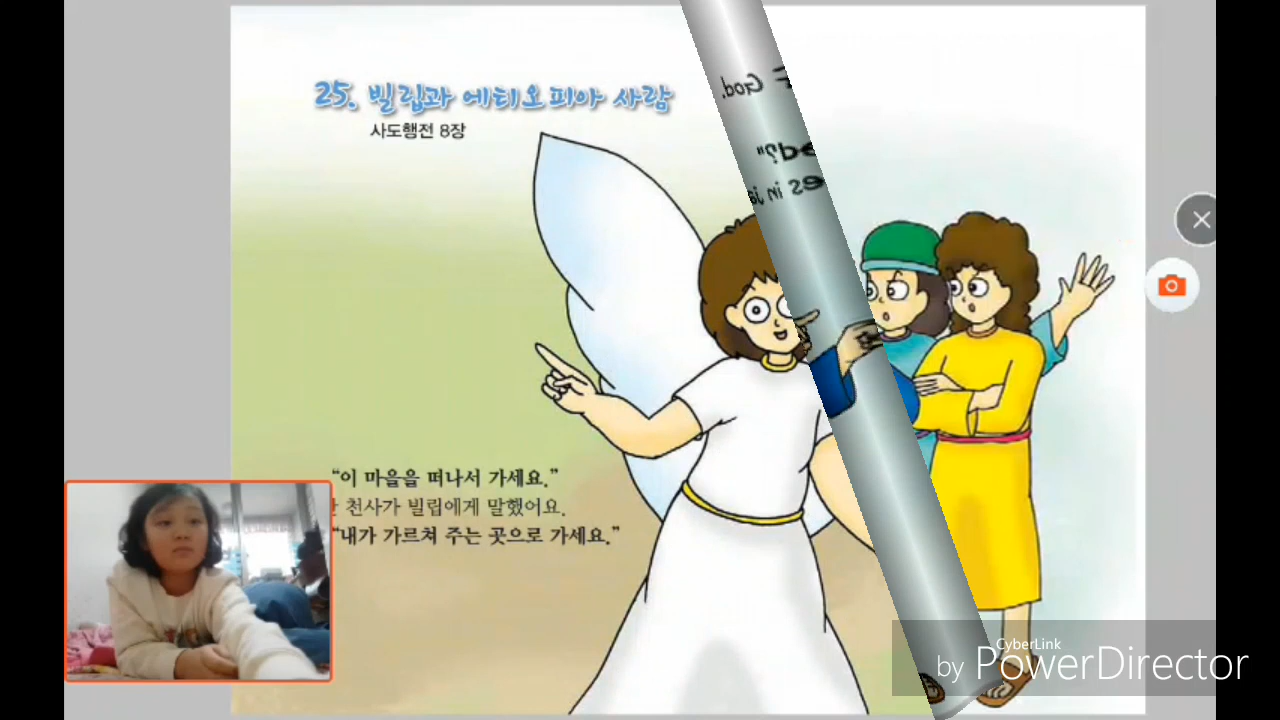 25. 빌립과 에티오피아 사람
사도행전 8장
God.
"이 마을을 떠나서 가세요."
천사가 빌립에게 말했어요.
"내가 가르쳐 주는 곳으로 가세요."
CyberLink
by PowerDirector